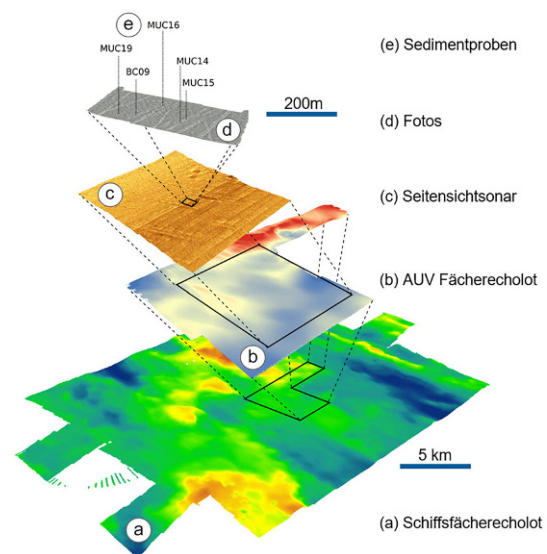 MUC16
(e)
MUC19
BC09
MUC14
MUC15
(e) Sedimentproben
200m
(d)
(d) Fotos
(c)
(c) Seitensichtsonar
(b) AUV Fächerecholot
(b)
5 km
(a)
(a) Schiffsfächerecholot